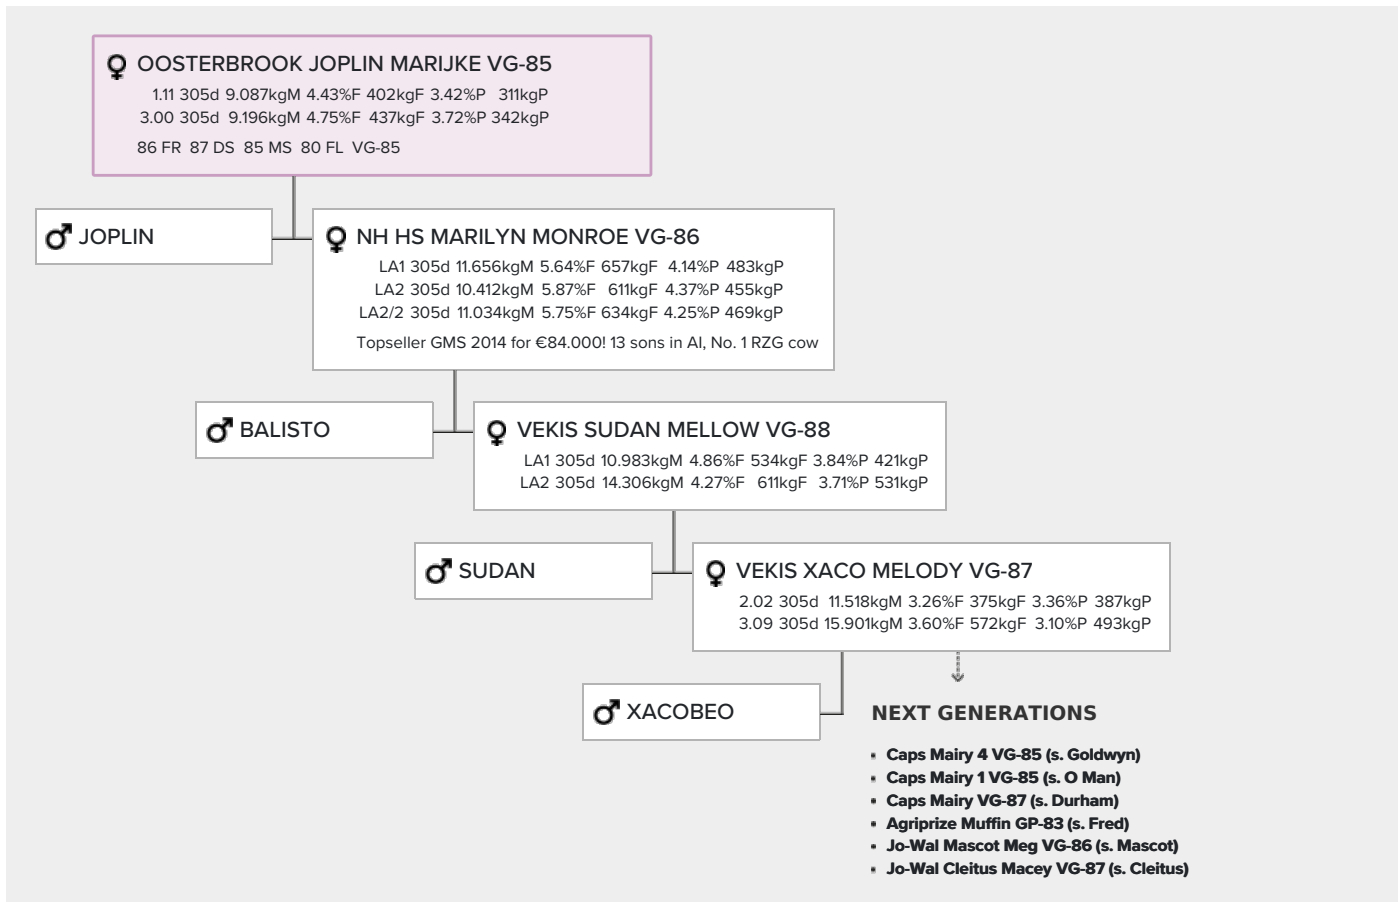 OOSTERBROOK JOPLIN MARIJKE VG-85
1.11 305d 9.087kgM 4.43%F 402kgF 3.42%P 311kgP
3.00 305d 9.196kgM 4.75%F 437kgF 3.72%P 342kgP
86 FR 87 DS 85 MS 80 FL VG-85
JOPLIN
NH HS MARILYN MONROE VG-86
LA1 305d 11.656kgM 5.64%F 657kgF 4.14%P 483kgP
LA2 305d 10.412kgM 5.87%F 611kgF 4.37%P 455kgP
LA2/2 305d 11.034kgM 5.75%F 634kgF 4.25%P 469kgP
Topseller GMS 2014 for €84.000! 13 sons in AI, No. 1 RZG cow
BALISTO
VEKIS SUDAN MELLOW VG-88
LA1 305d 10.983kgM 4.86%F 534kgF 3.84%P 421kgP
LA2 305d 14.306kgM 4.27%F 611kgF 3.71%P 531kgP
SUDAN
VEKIS XACO MELODY VG-87
2.02 305d 11.518kgM 3.26%F 375kgF 3.36%P 387kgP
3.09 305d 15.901kgM 3.60%F 572kgF 3.10%P 493kgP
XACOBEO
NEXT GENERATIONS
Caps Mairy 4 VG-85 (s. Goldwyn)
Caps Mairy 1 VG-85 (s. O Man)
Caps Mairy VG-87 (s. Durham)
Agriprize Muffin GP-83 (s. Fred)
Jo-Wal Mascot Meg VG-86 (s. Mascot)
Jo-Wal Cleitus Macey VG-87 (s. Cleitus)